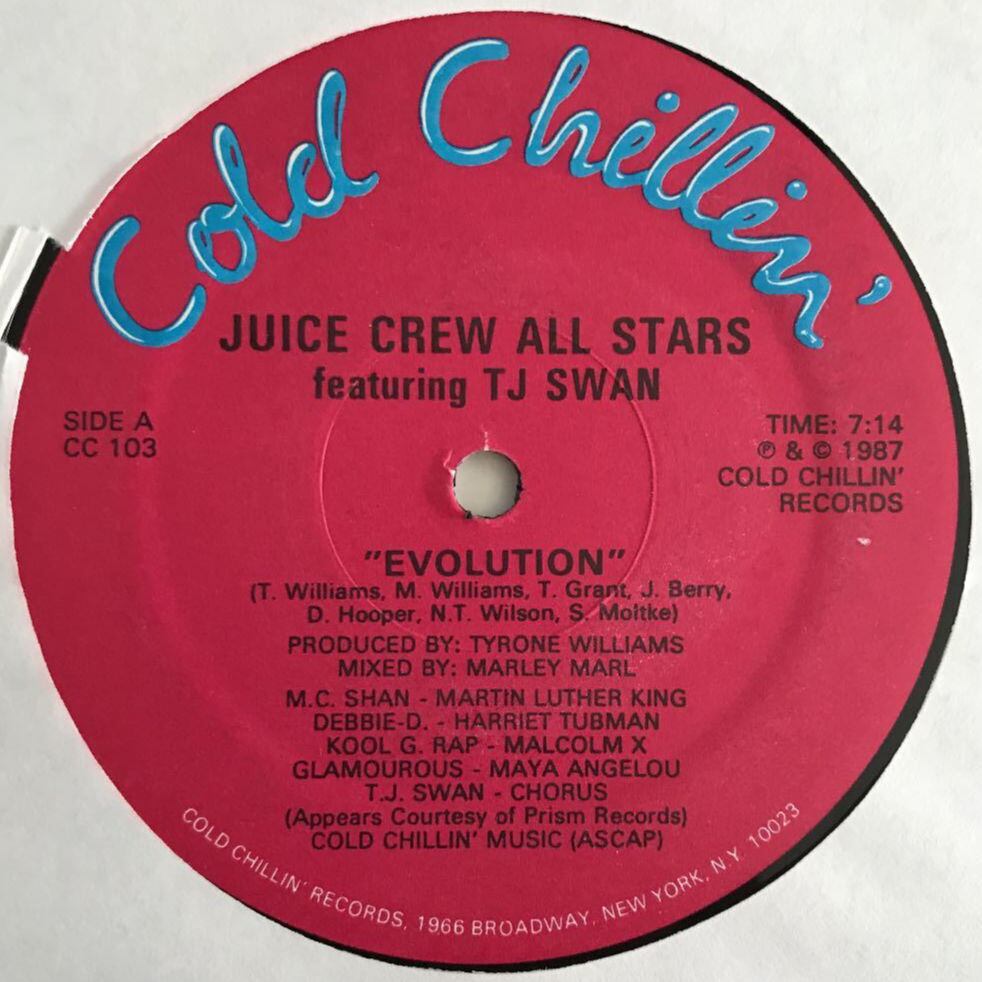 Cold Chillin'
JUICE CREW ALL STARS
featuring TJ SWAN
SIDE A
CC 103
TIME: 7:14
℗ & © 1987
COLD CHILLIN'
RECORDS
"EVOLUTION"
(T. Williams, M. Williams, T. Grant, J. Berry,
D. Hooper, N.T. Wilson, S. Moltke)
PRODUCED BY: TYRONE WILLIAMS
MIXED BY: MARLEY MARL
M.C. SHAN - MARTIN LUTHER KING
DEBBIE-D. - HARRIET TUBMAN
KOOL G. RAP - MALCOLM X
GLAMOUROUS - MAYA ANGELOU
T.J. SWAN - CHORUS
(Appears Courtesy of Prism Records)
COLD CHILLIN' MUSIC (ASCAP)
COLD CHILLIN' RECORDS, 1966 BROADWAY, NEW YORK, N.Y. 10023